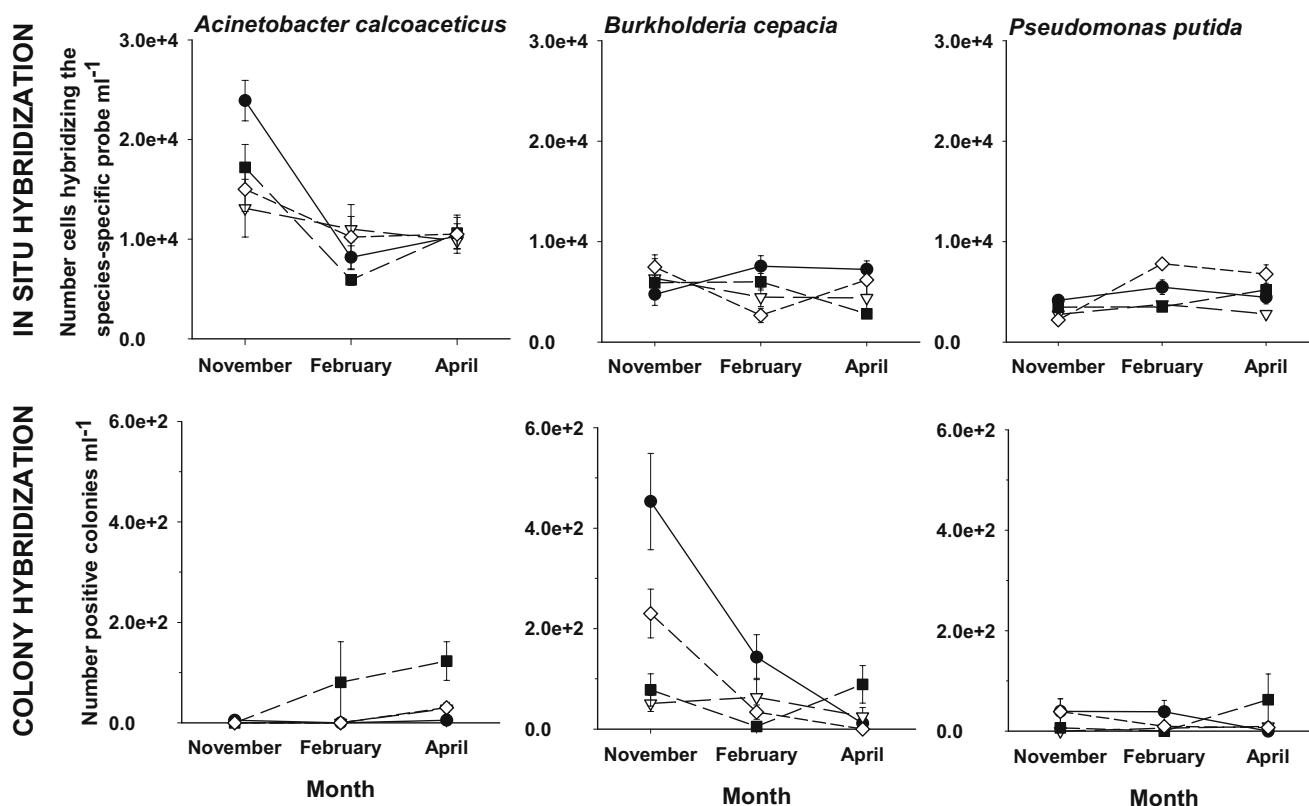 Acinetobacter calcoaceticus
Burkholderia cepacia
Pseudomonas putida
IN SITU HYBRIDIZATION
Number cells hybridizing the
species-specific probe ml-1
3.0e+4
2.0e+4
1.0e+4
0.0
November February April
3.0e+4
2.0e+4
1.0e+4
0.0
November February April
3.0e+4
2.0e+4
1.0e+4
0.0
November February April
COLONY HYBRIDIZATION
Number positive colonies ml-1
6.0e+2
4.0e+2
2.0e+2
0.0
November February April
Month
6.0e+2
4.0e+2
2.0e+2
0.0
November February April
Month
6.0e+2
4.0e+2
2.0e+2
0.0
November February April
Month